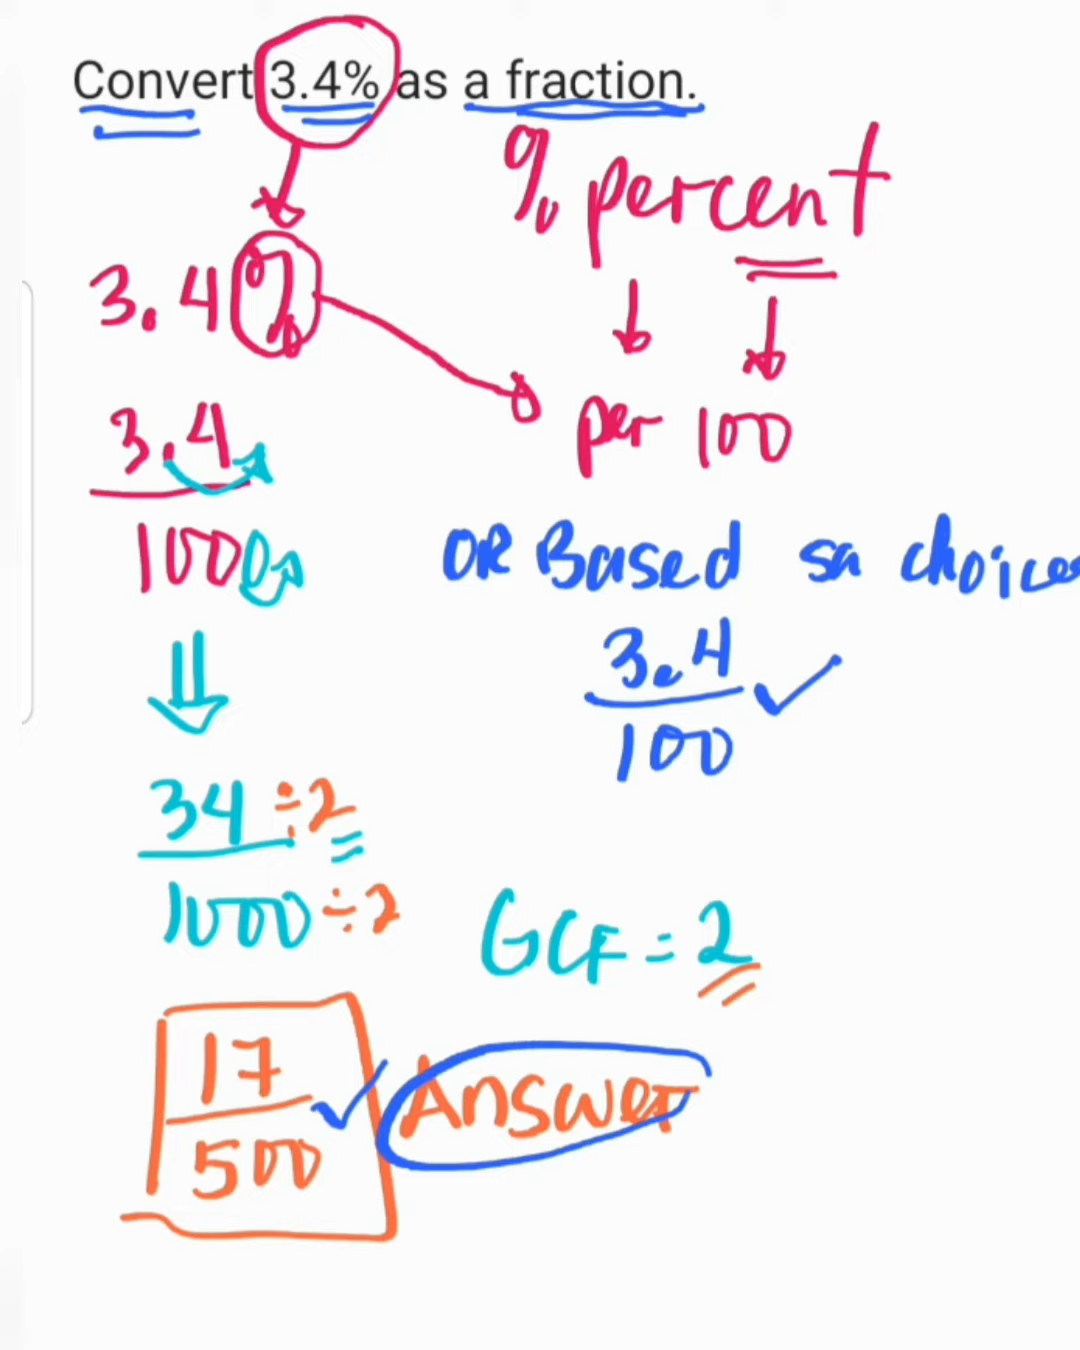 Convert 3.4% as a fraction.
% percent
3.4%
per 100
3.4
1000
OR Based sa choices
3.4
100
34 ÷2
1000 ÷2
GCF = 2
17
500
Answer